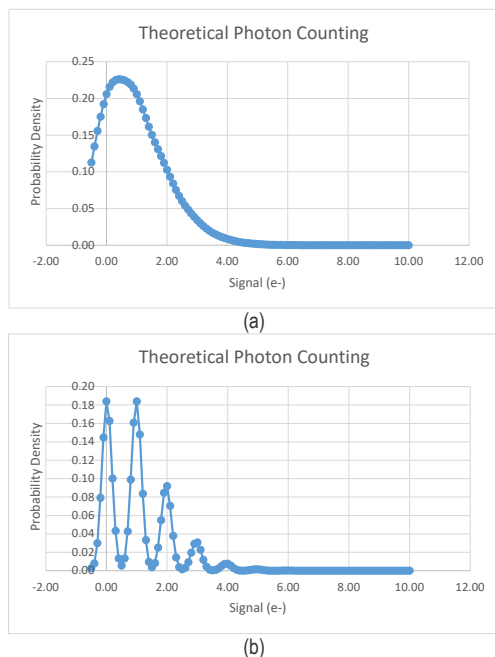 Theoretical Photon Counting
0.25
0.20
0.15
0.10
0.05
0.00
Probability Density
-2.00 0.00 2.00 4.00 6.00 8.00 10.00 12.00
Signal (e-)
(a)
Theoretical Photon Counting
0.20
0.18
0.16
0.14
0.12
0.10
0.08
0.06
0.04
0.02
0.00
Probability Density
-2.00 0.00 2.00 4.00 6.00 8.00 10.00 12.00
Signal (e-)
(b)